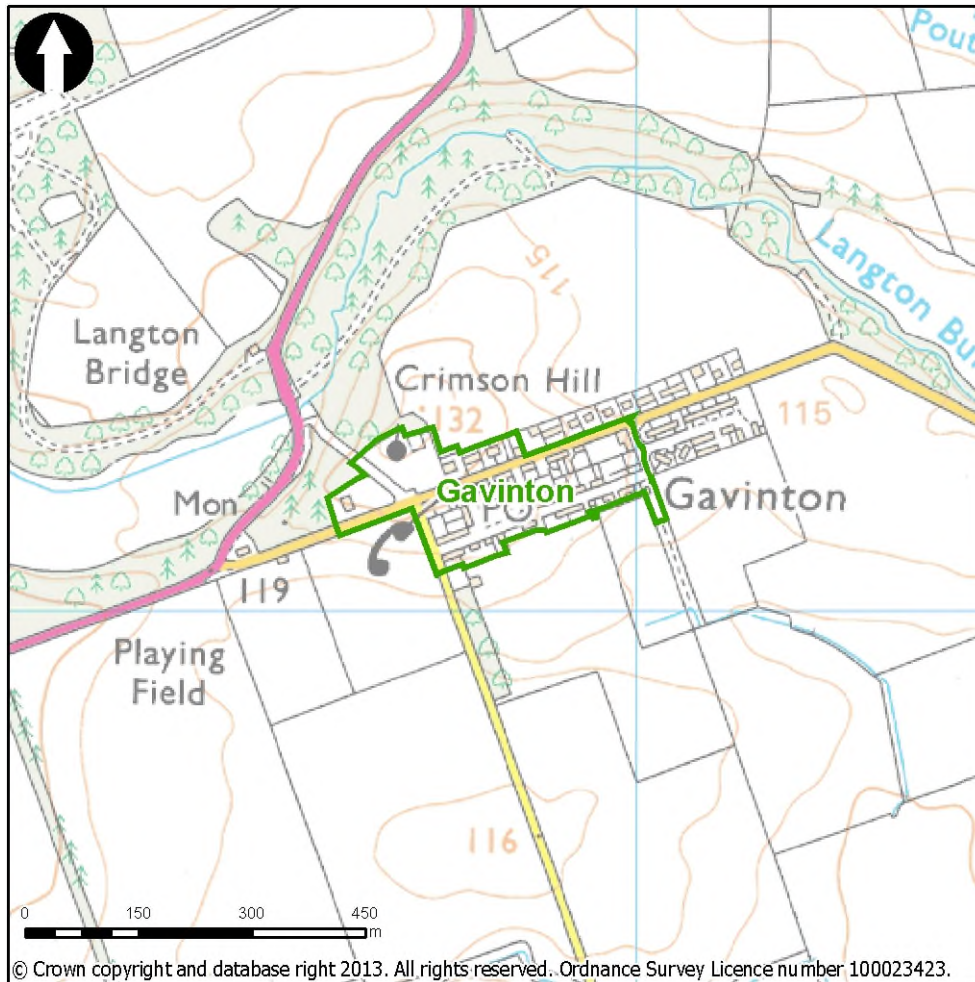 Pout
115
Langton Bu
Langton
Bridge
Crimson Hill
132
115
Gavinton
PO
Gavinton
Mon
119
Playing
Field
116
0 150 300 450
m
© Crown copyright and database right 2013. All rights reserved. Ordnance Survey Licence number 100023423.